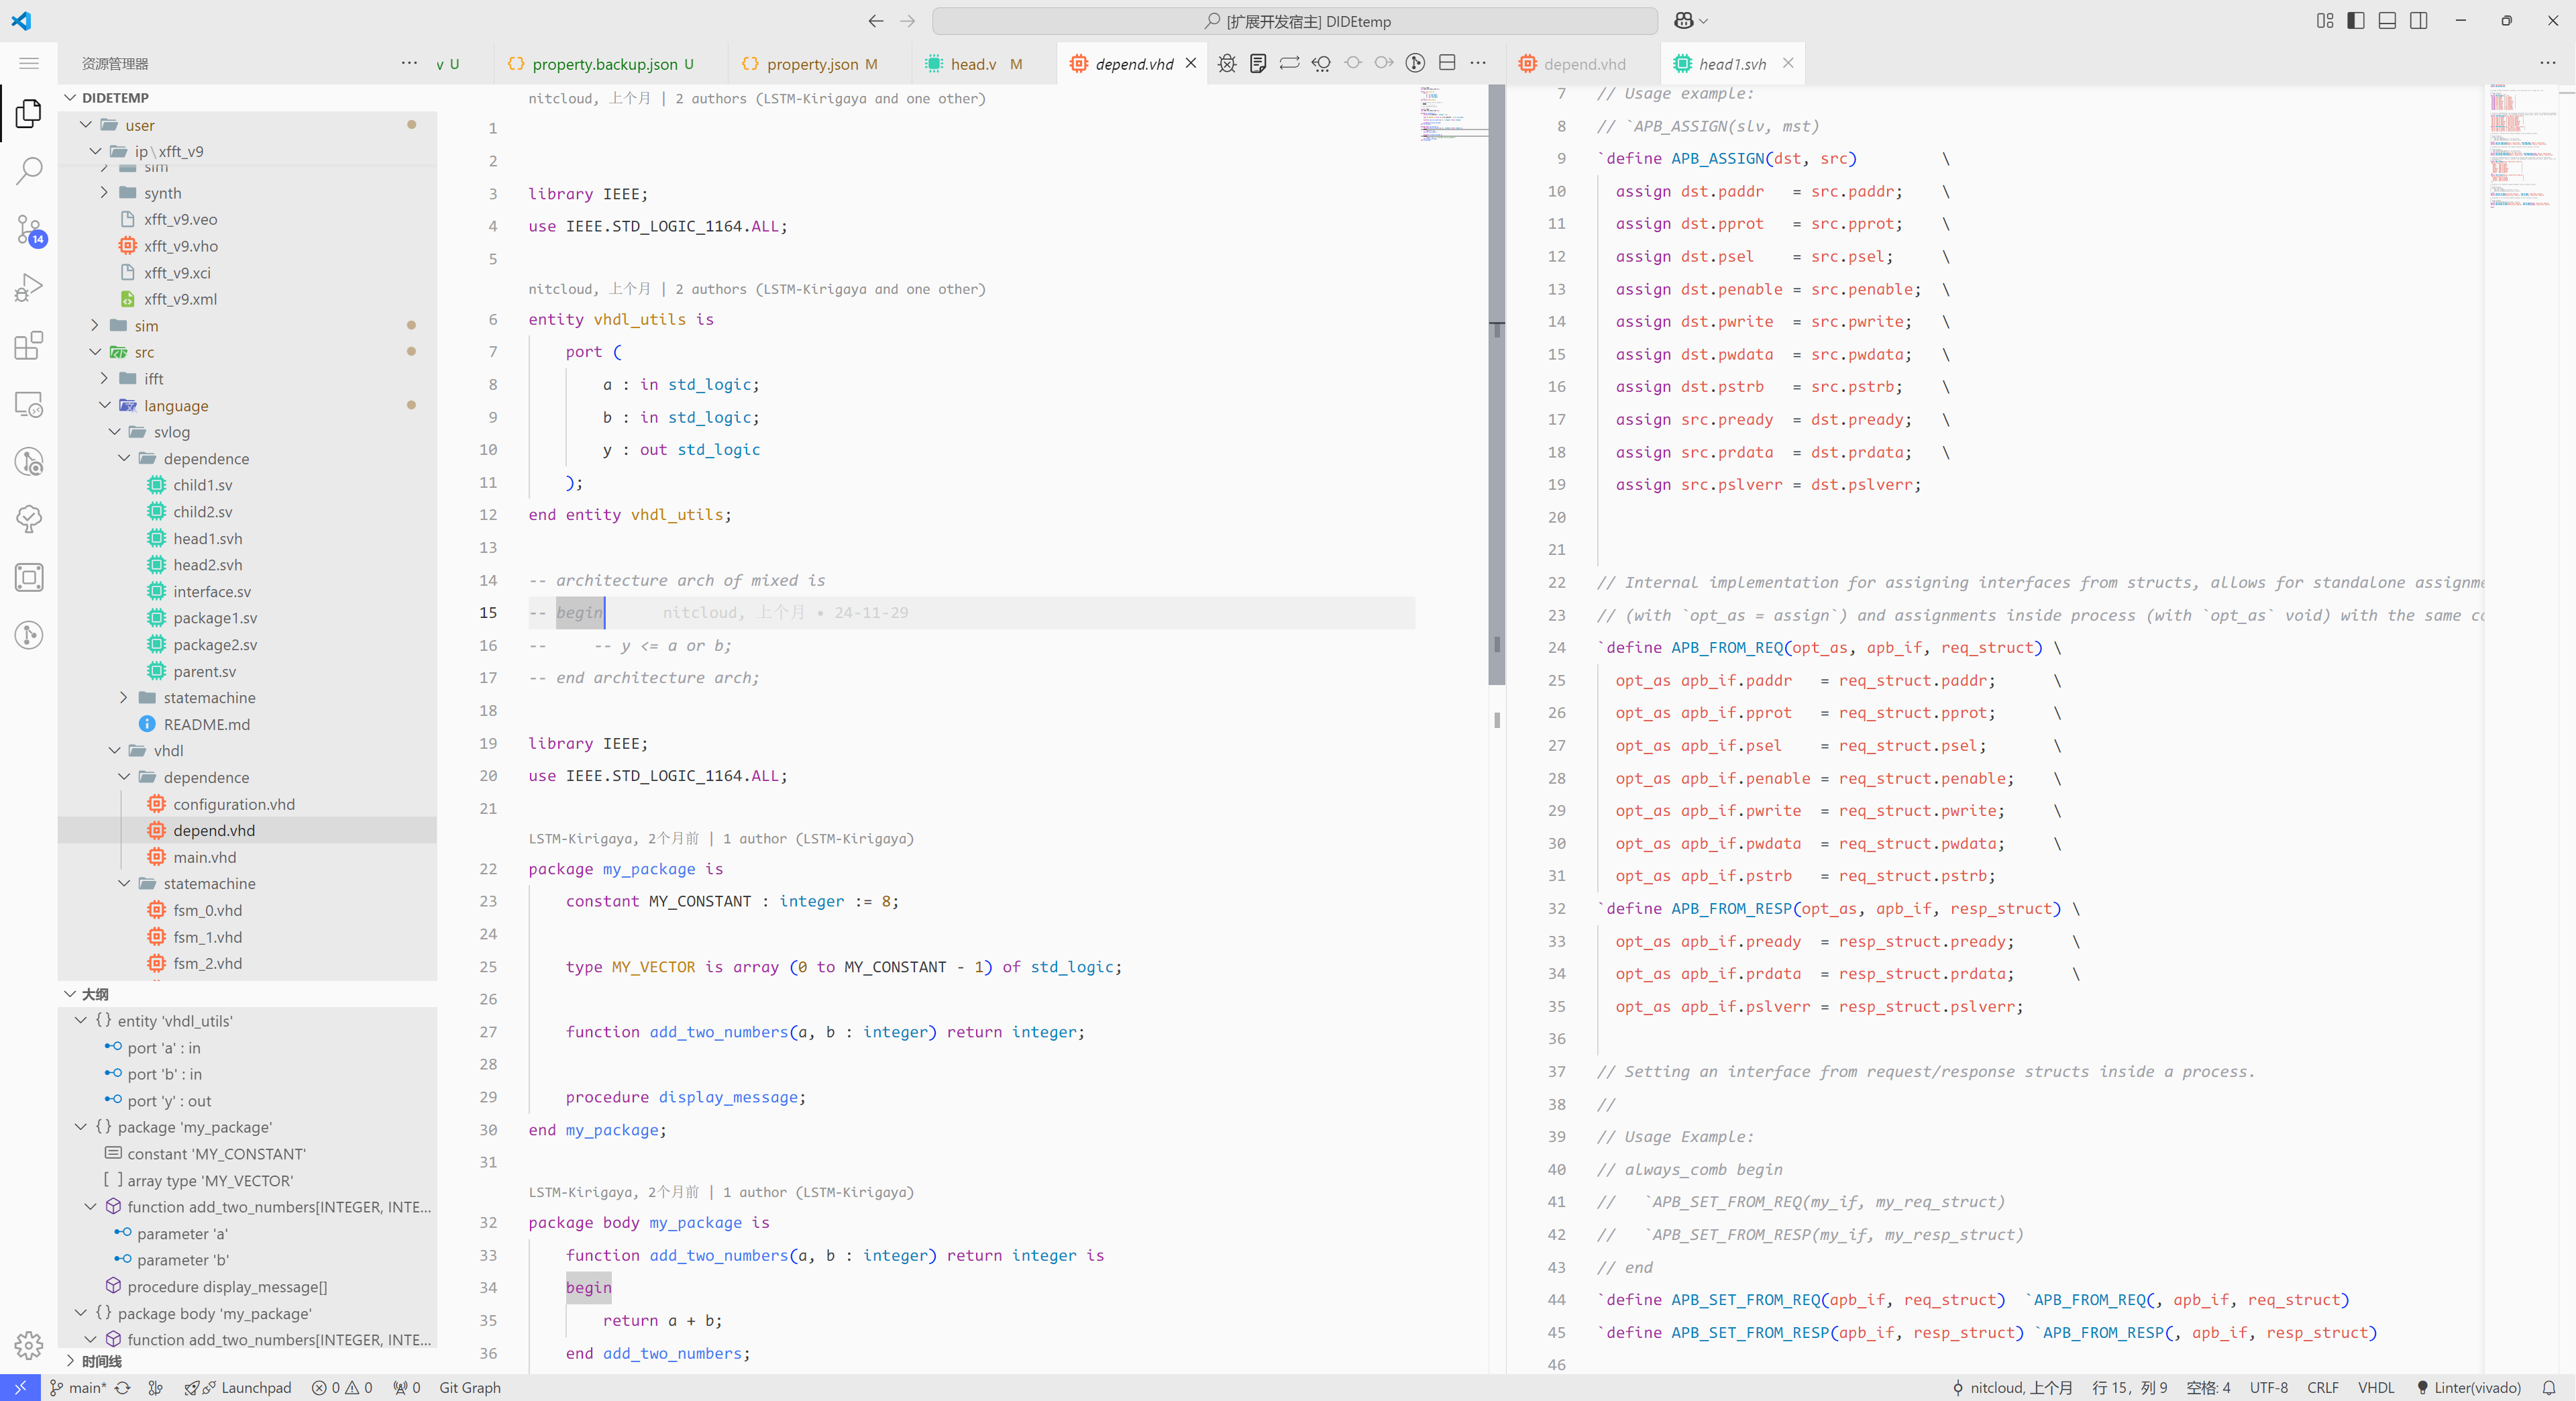 [扩展开发宿主] DIDEtemp
资源管理器
v U
property.backup.json U
property.json M
head.v M
depend.vhd
depend.vhd
head1.svh
DIDETEMP
user
ip\xfft_v9
sim
synth
xfft_v9.veo
xfft_v9.vho
xfft_v9.xci
xfft_v9.xml
sim
src
ifft
language
svlog
dependence
child1.sv
child2.sv
head1.svh
head2.svh
interface.sv
package1.sv
package2.sv
parent.sv
statemachine
README.md
vhdl
dependence
configuration.vhd
depend.vhd
main.vhd
statemachine
fsm_0.vhd
fsm_1.vhd
fsm_2.vhd
14
大纲
entity 'vhdl_utils'
port 'a' : in
port 'b' : in
port 'y' : out
package 'my_package'
constant 'MY_CONSTANT'
array type 'MY_VECTOR'
function add_two_numbers[INTEGER, INTE...
parameter 'a'
parameter 'b'
procedure display_message[]
package body 'my_package'
function add_two_numbers[INTEGER, INTE...
时间线
nitcloud, 上个月 | 2 authors (LSTM-Kirigaya and one other)
1
2
3 library IEEE;
4 use IEEE.STD_LOGIC_1164.ALL;
5
nitcloud, 上个月 | 2 authors (LSTM-Kirigaya and one other)
6 entity vhdl_utils is
7 port (
8 a : in std_logic;
9 b : in std_logic;
10 y : out std_logic
11 );
12 end entity vhdl_utils;
13
14 -- architecture arch of mixed is
15 -- begin nitcloud, 上个月 • 24-11-29
16 -- -- y <= a or b;
17 -- end architecture arch;
18
19 library IEEE;
20 use IEEE.STD_LOGIC_1164.ALL;
21
LSTM-Kirigaya, 2个月前 | 1 author (LSTM-Kirigaya)
22 package my_package is
23 constant MY_CONSTANT : integer := 8;
24
25 type MY_VECTOR is array (0 to MY_CONSTANT - 1) of std_logic;
26
27 function add_two_numbers(a, b : integer) return integer;
28
29 procedure display_message;
30 end my_package;
31
LSTM-Kirigaya, 2个月前 | 1 author (LSTM-Kirigaya)
32 package body my_package is
33 function add_two_numbers(a, b : integer) return integer is
34 begin
35 return a + b;
36 end add_two_numbers;
7 // Usage example:
8 // `APB_ASSIGN(slv, mst)
9 `define APB_ASSIGN(dst, src) \
10 assign dst.paddr = src.paddr; \
11 assign dst.pprot = src.pprot; \
12 assign dst.psel = src.psel; \
13 assign dst.penable = src.penable; \
14 assign dst.pwrite = src.pwrite; \
15 assign dst.pwdata = src.pwdata; \
16 assign dst.pstrb = src.pstrb; \
17 assign src.pready = dst.pready; \
18 assign src.prdata = dst.prdata; \
19 assign src.pslverr = dst.pslverr;
20
21
22 // Internal implementation for assigning interfaces from structs, allows for standalone assignme
23 // (with `opt_as = assign`) and assignments inside process (with `opt_as` void) with the same co
24 `define APB_FROM_REQ(opt_as, apb_if, req_struct) \
25 opt_as apb_if.paddr = req_struct.paddr; \
26 opt_as apb_if.pprot = req_struct.pprot; \
27 opt_as apb_if.psel = req_struct.psel; \
28 opt_as apb_if.penable = req_struct.penable; \
29 opt_as apb_if.pwrite = req_struct.pwrite; \
30 opt_as apb_if.pwdata = req_struct.pwdata; \
31 opt_as apb_if.pstrb = req_struct.pstrb;
32 `define APB_FROM_RESP(opt_as, apb_if, resp_struct) \
33 opt_as apb_if.pready = resp_struct.pready; \
34 opt_as apb_if.prdata = resp_struct.prdata; \
35 opt_as apb_if.pslverr = resp_struct.pslverr;
36
37 // Setting an interface from request/response structs inside a process.
38 //
39 // Usage Example:
40 // always_comb begin
41 // `APB_SET_FROM_REQ(my_if, my_req_struct)
42 // `APB_SET_FROM_RESP(my_if, my_resp_struct)
43 // end
44 `define APB_SET_FROM_REQ(apb_if, req_struct) `APB_FROM_REQ(, apb_if, req_struct)
45 `define APB_SET_FROM_RESP(apb_if, resp_struct) `APB_FROM_RESP(, apb_if, resp_struct)
46
main* Launchpad 0 0 0 Git Graph
nitcloud, 上个月 行 15，列 9 空格: 4 UTF-8 CRLF VHDL Linter(vivado)